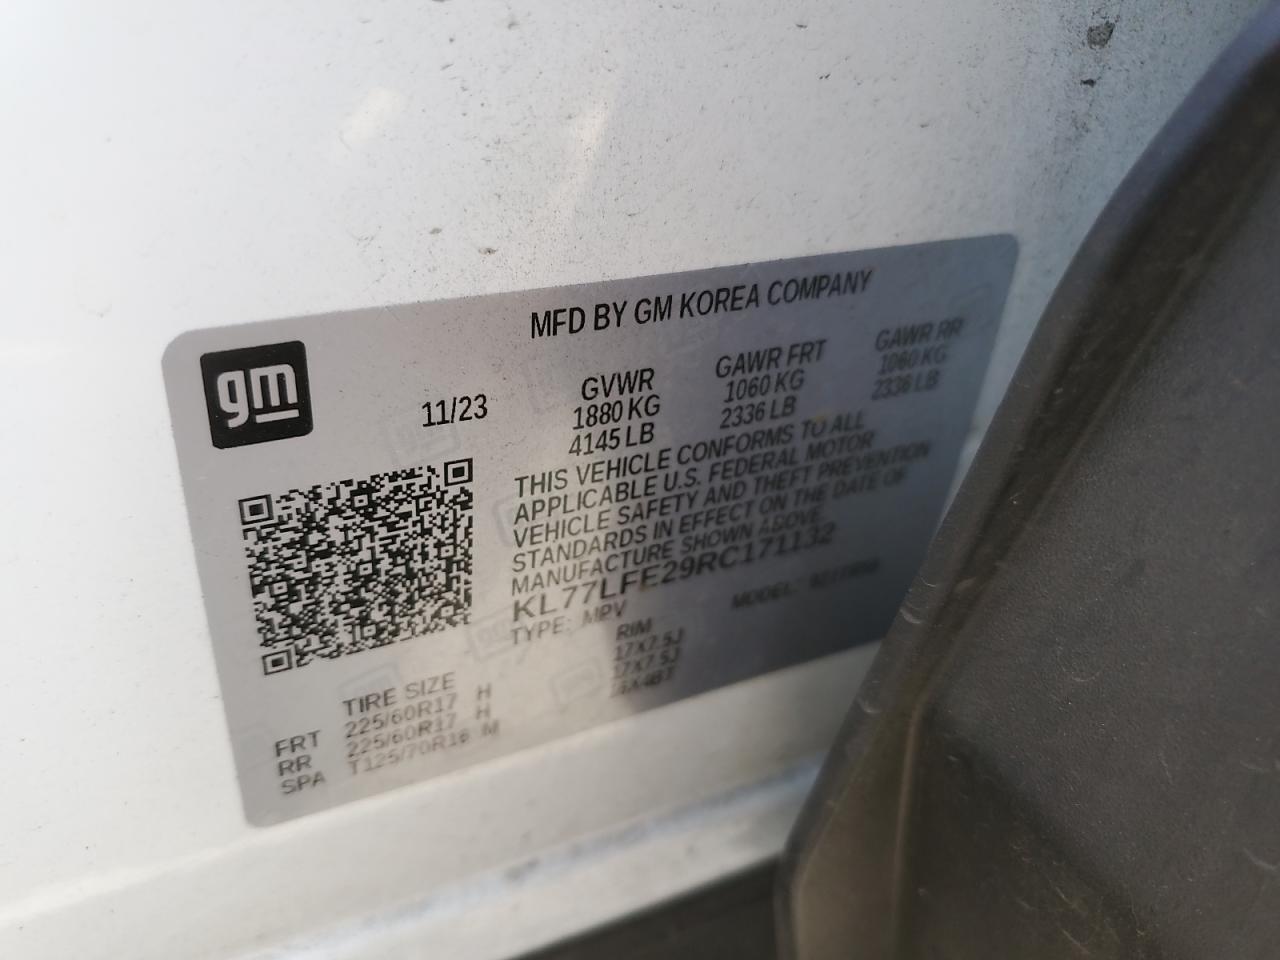 MFD BY GM KOREA COMPANY
gm
11/23
GVWR GAWR FRT GAWR RR
1880 KG 1060 KG 1060 KG
4145 LB 2336 LB 2336 LB
THIS VEHICLE CONFORMS TO ALL
APPLICABLE U.S. FEDERAL MOTOR
VEHICLE SAFETY AND THEFT PREVENTION
STANDARDS IN EFFECT ON THE DATE OF
MANUFACTURE SHOWN ABOVE
KL77LFE29RC171132
TYPE: MPV MODEL:
TIRE SIZE RIM
FRT 225/60R17 H 17X7.5J
RR 225/60R17 H 17X7.5J
SPA T125/70R16 M 16X4BT